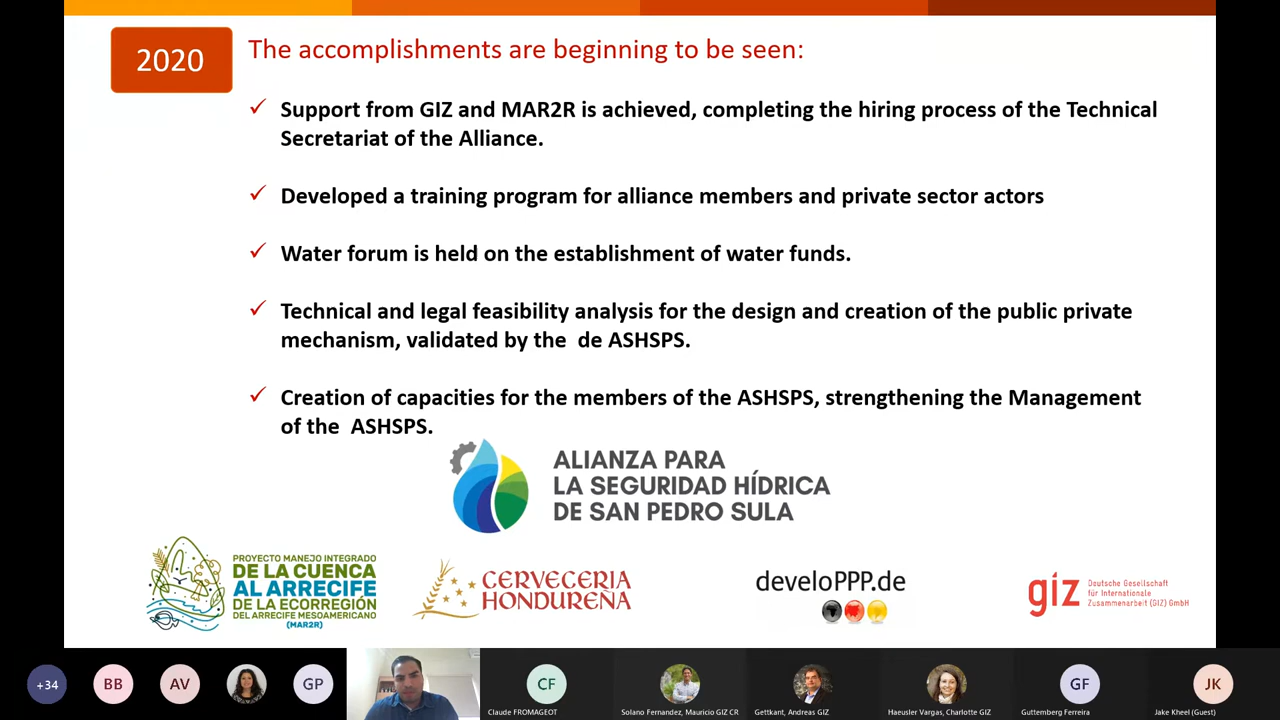 2020
The accomplishments are beginning to be seen:
✓ Support from GIZ and MAR2R is achieved, completing the hiring process of the Technical
Secretariat of the Alliance.
✓ Developed a training program for alliance members and private sector actors
✓ Water forum is held on the establishment of water funds.
✓ Technical and legal feasibility analysis for the design and creation of the public private
mechanism, validated by the  de ASHSPS.
✓ Creation of capacities for the members of the ASHSPS, strengthening the Management
of the  ASHSPS.
ALIANZA PARA
LA SEGURIDAD HÍDRICA
DE SAN PEDRO SULA
PROYECTO MANEJO INTEGRADO
DE LA CUENCA
AL ARRECIFE
DE LA ECORREGIÓN
DEL ARRECIFE MESOAMERICANO
(MAR2R)
CERVECERIA
HONDUREÑA
develoPPP.de
giz
Deutsche Gesellschaft
für Internationale
Zusammenarbeit (GIZ) GmbH
+34
BB
AV
GP
CF
Claude FROMAGEOT
Solano Fernandez, Mauricio GIZ CR
Gettkant, Andreas GIZ
Haeusler Vargas, Charlotte GIZ
GF
Guttemberg Ferreira
JK
Jake Kheel (Guest)